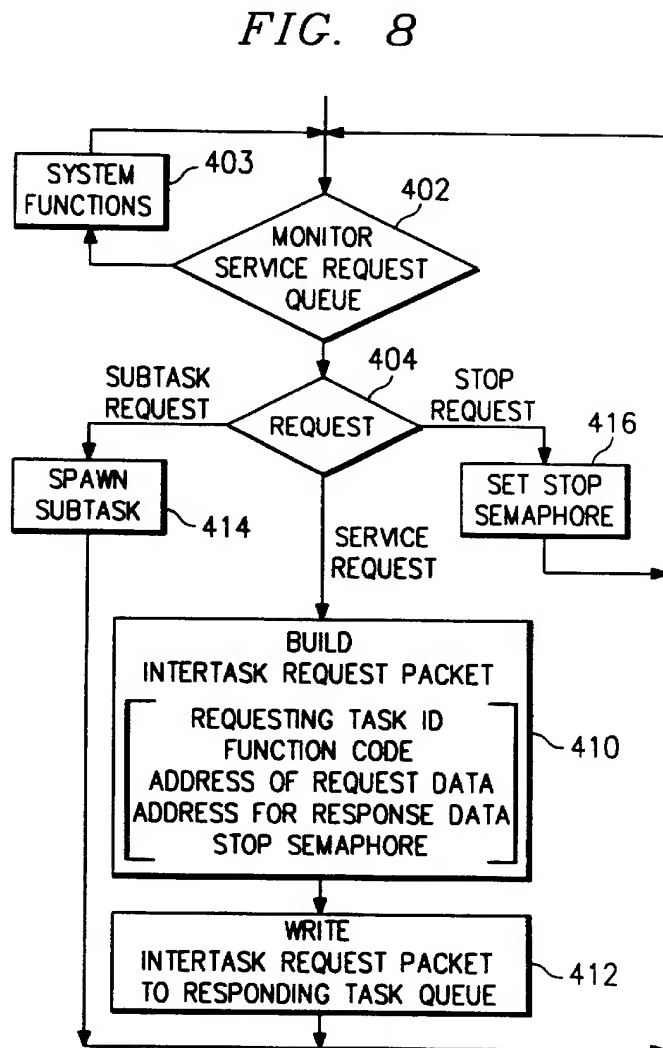 FIG. 8
SYSTEM
FUNCTIONS
403
402
MONITOR
SERVICE REQUEST
QUEUE
404
SUBTASK
REQUEST
REQUEST
STOP
REQUEST
416
SPAWN
SUBTASK
414
SET STOP
SEMAPHORE
SERVICE
REQUEST
BUILD
INTERTASK REQUEST PACKET
REQUESTING TASK ID
FUNCTION CODE
ADDRESS OF REQUEST DATA
ADDRESS FOR RESPONSE DATA
STOP SEMAPHORE
410
WRITE
INTERTASK REQUEST PACKET
TO RESPONDING TASK QUEUE
412